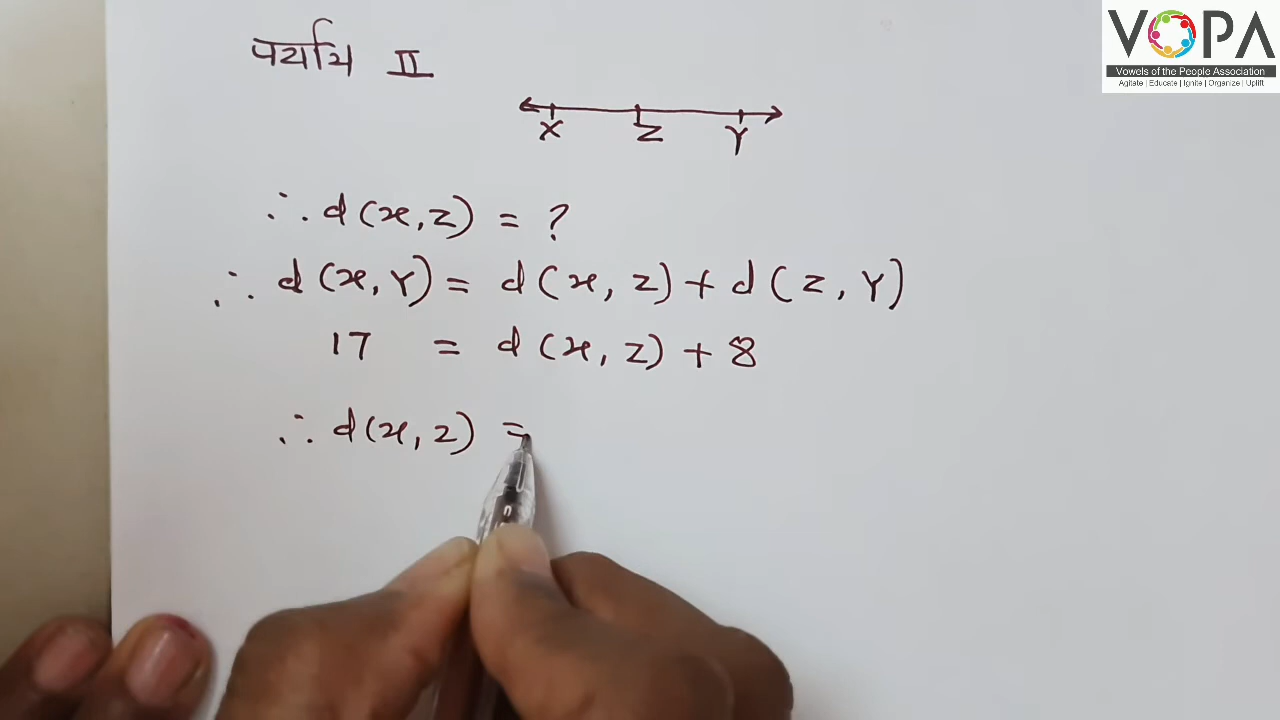 पर्याय II
VOPA
Vowels of the People Association
Agitate | Educate | Ignite | Organize | Uplift
X Z Y
∴ d(x,z) = ?
∴ d(x,Y) = d(x,z) + d(z,Y)
17 = d(x,z) + 8
∴ d(x,z) =